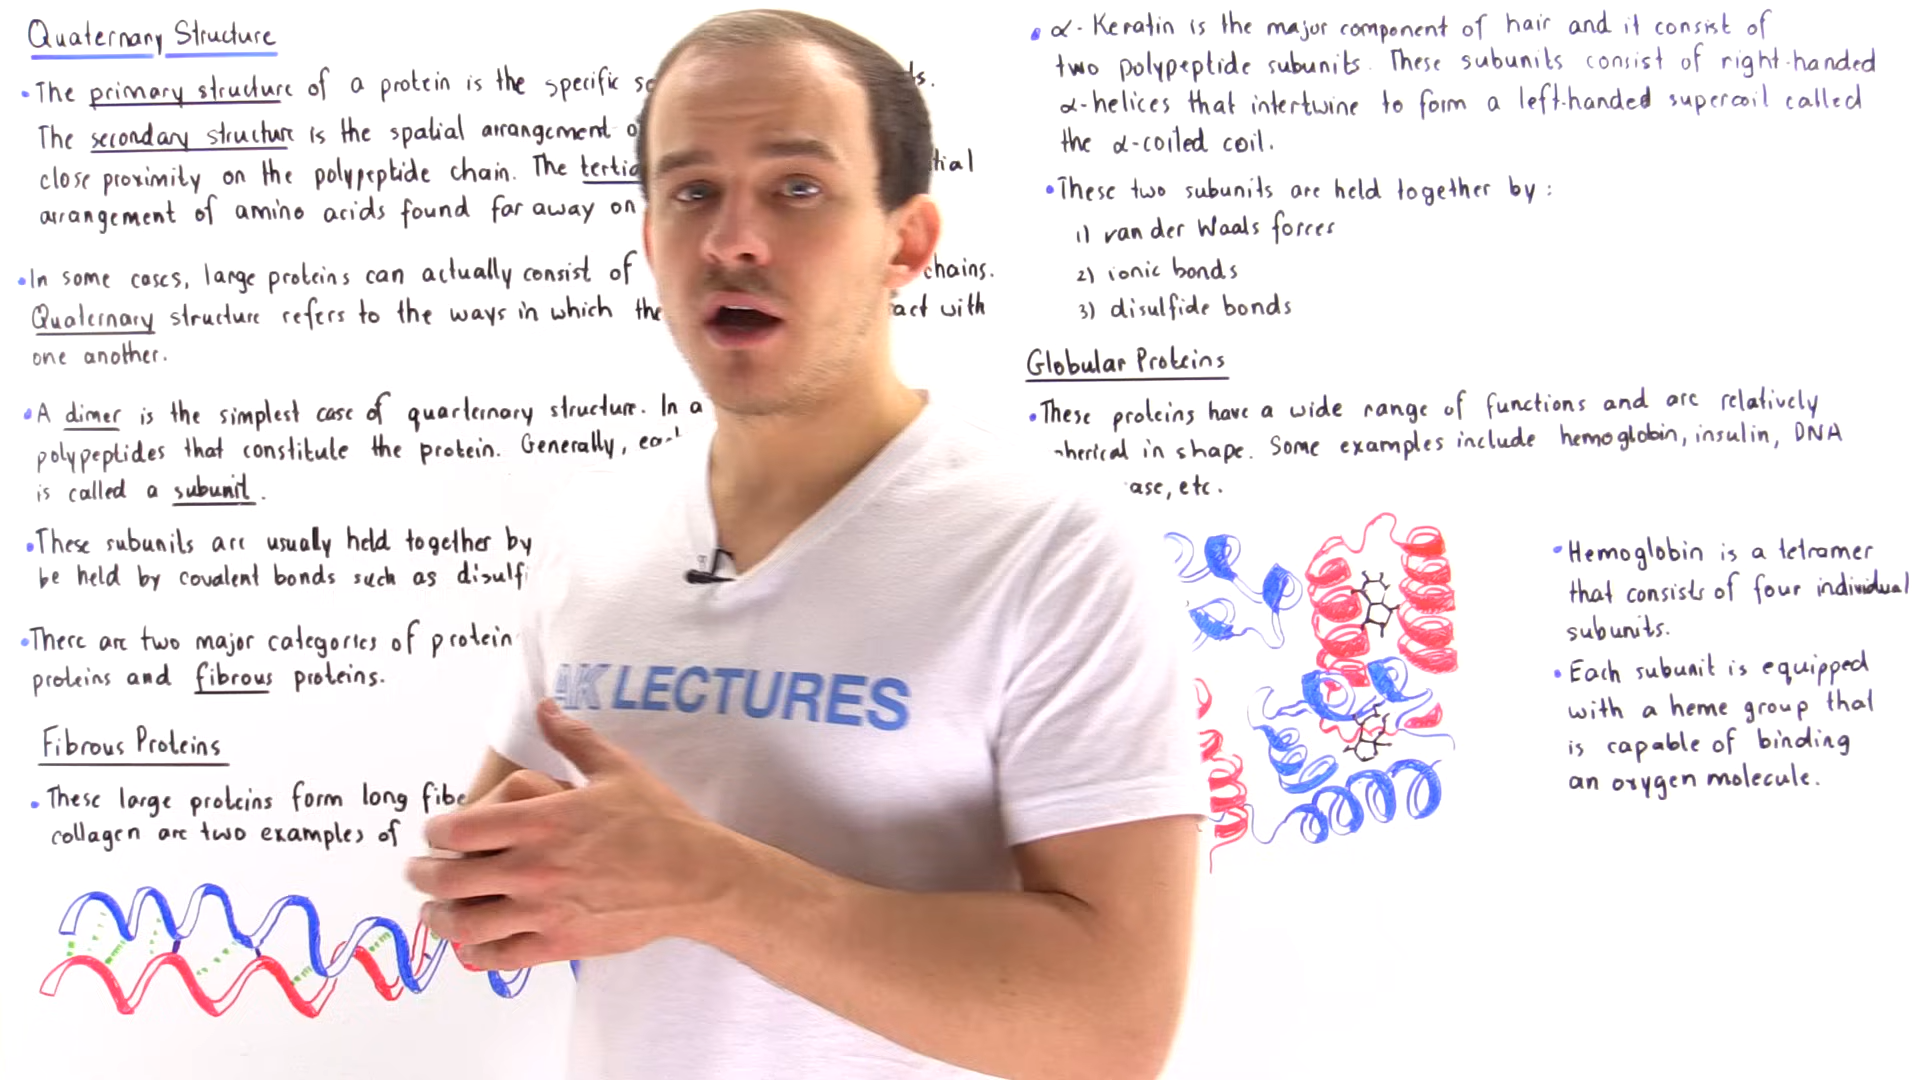 Quaternary Structure
•The primary structure of a protein is the specific
The secondary structure is the spatial arrangement
close proximity on the polypeptide chain. The
arrangement of amino acids found far away on
•In some cases, large proteins can actually consist of chains.
Quaternary structure refers to the ways in which with
one another.
•A dimer is the simplest case of quarternary structure. In a
polypeptides that constitute the protein. Generally,
is called a subunit.
•These subunits are usually held together by
be held by covalent bonds such as
•There are two major categories of protein
proteins and fibrous proteins.
Fibrous Proteins
•These large proteins form long
collagen are two examples of
•α-Keratin is the major component of hair and it consist of
two polypeptide subunits. These subunits consist of right-handed
α-helices that intertwine to form a left-handed supercoil called
the α-coiled coil.
•These two subunits are held together by:
1) van der Waals forces
2) ionic bonds
3) disulfide bonds
Globular Proteins
•These proteins have a wide range of functions and are relatively
in shape. Some examples include hemoglobin, insulin, DNA
etc.
•Hemoglobin is a tetramer
that consists of four individual
subunits.
•Each subunit is equipped
with a heme group that
is capable of binding
an oxygen molecule.
AK LECTURES